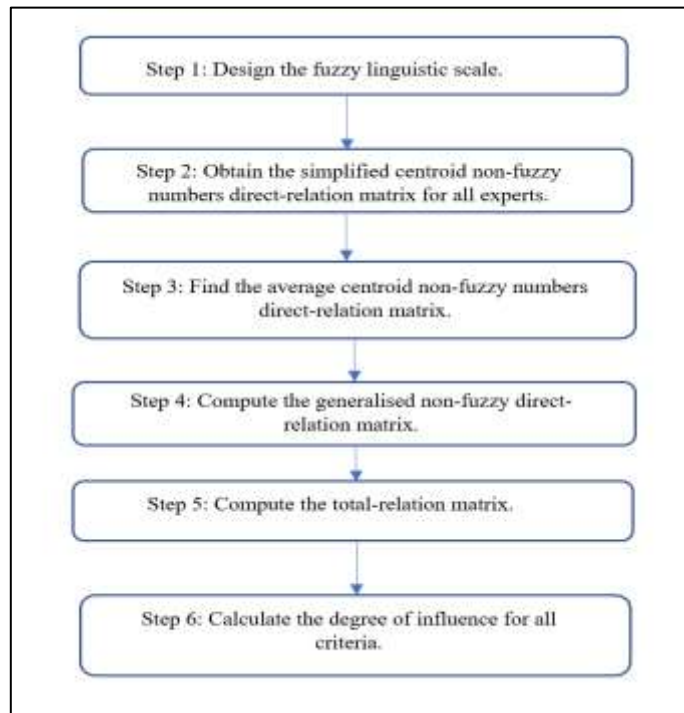 Step 1: Design the fuzzy linguistic scale.
Step 2: Obtain the simplified centroid non-fuzzy
numbers direct-relation matrix for all experts.
Step 3: Find the average centroid non-fuzzy numbers
direct-relation matrix.
Step 4: Compute the generalised non-fuzzy direct-
relation matrix.
Step 5: Compute the total-relation matrix.
Step 6: Calculate the degree of influence for all
criteria.